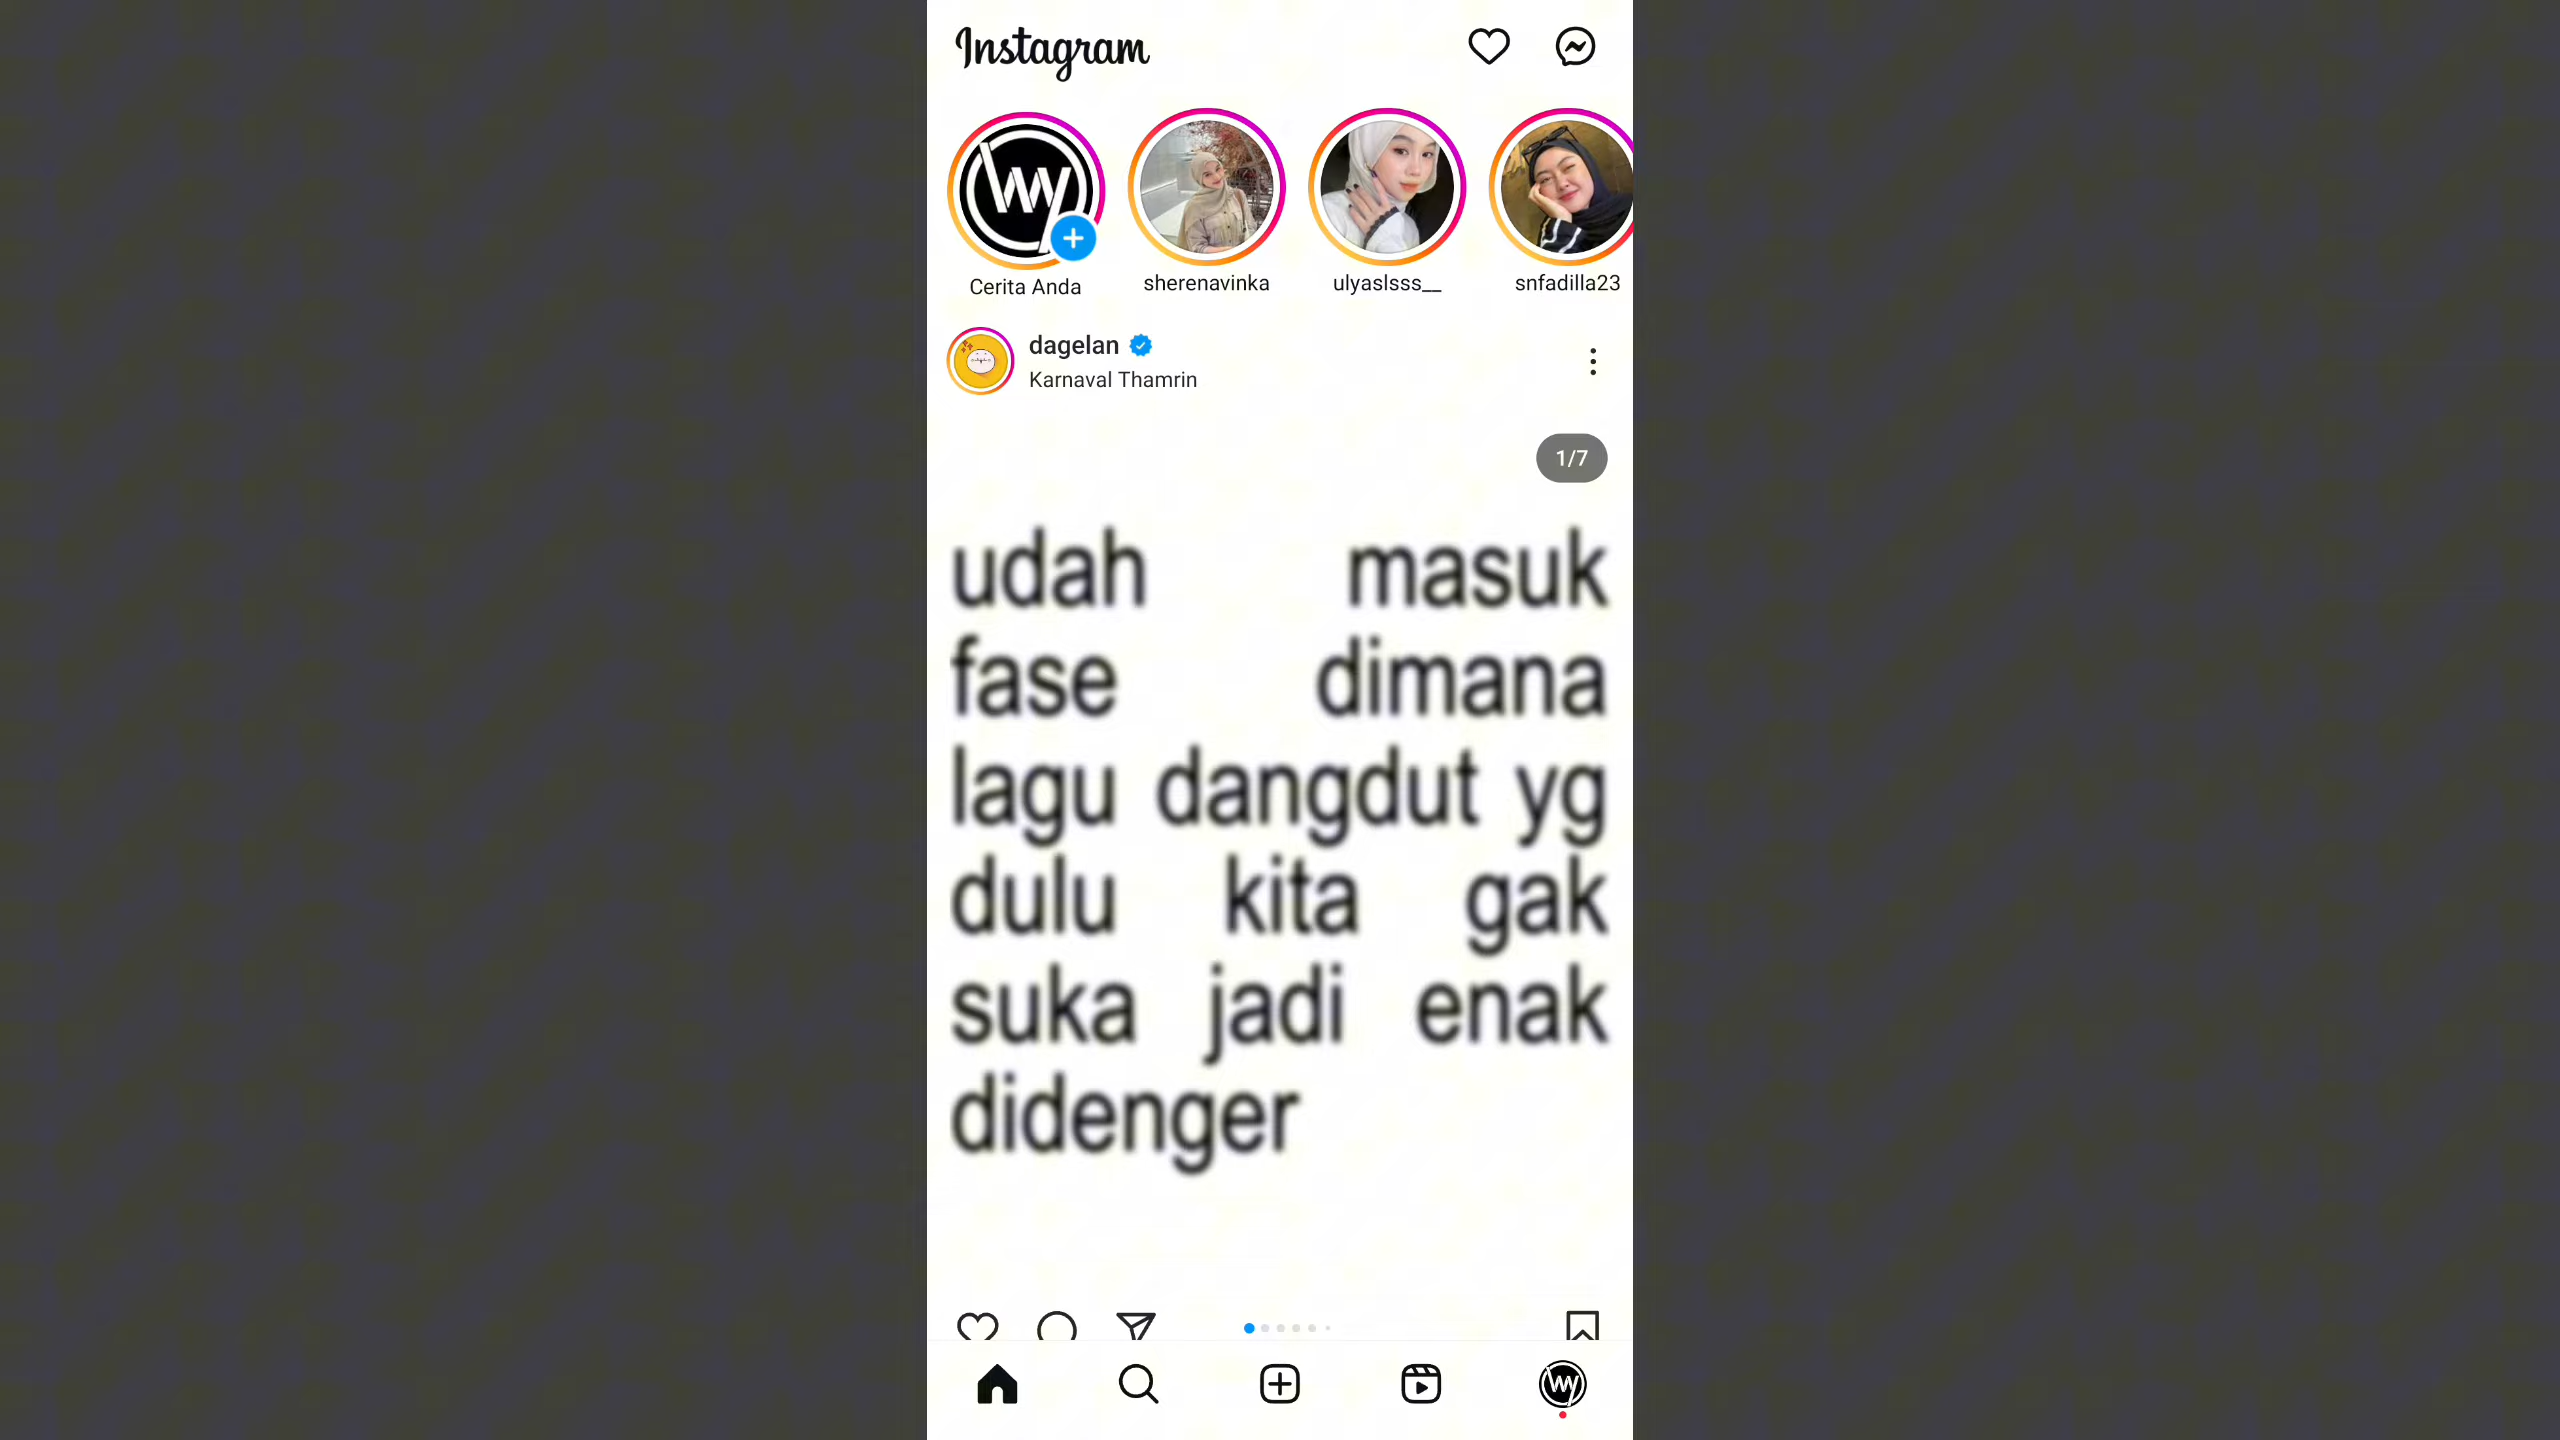 Instagram
Cerita Anda
sherenavinka
ulyaslsss__
snfadilla23
dagelan
Karnaval Thamrin
1/7
udah masuk
fase dimana
lagu dangdut yg
dulu kita gak
suka jadi enak
didenger